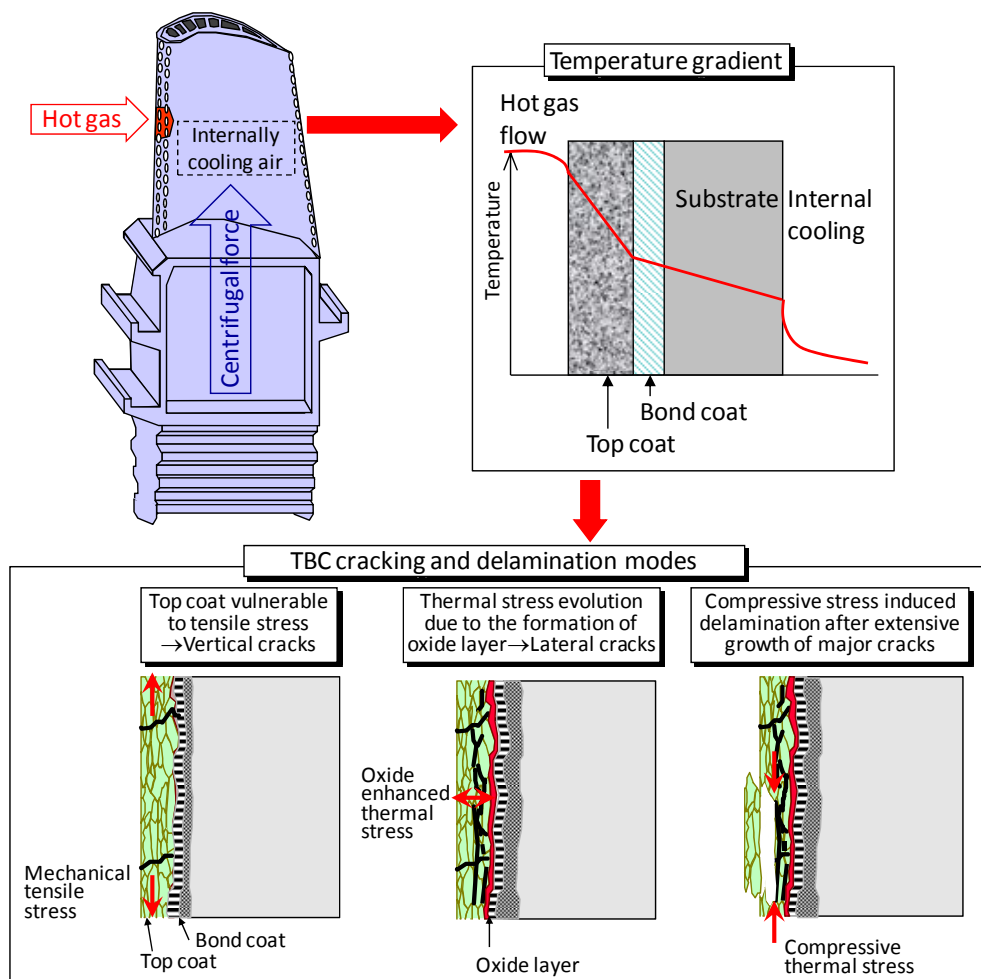 Hot gas
Internally
cooling air
Centrifugal force
Temperature gradient
Hot gas
flow
Temperature
Substrate
Internal
cooling
Bond coat
Top coat
TBC cracking and delamination modes
Top coat vulnerable
to tensile stress
→Vertical cracks
Thermal stress evolution
due to the formation of
oxide layer→Lateral cracks
Compressive stress induced
delamination after extensive
growth of major cracks
Mechanical
tensile
stress
Bond coat
Top coat
Oxide
enhanced
thermal
stress
Oxide layer
Compressive
thermal stress